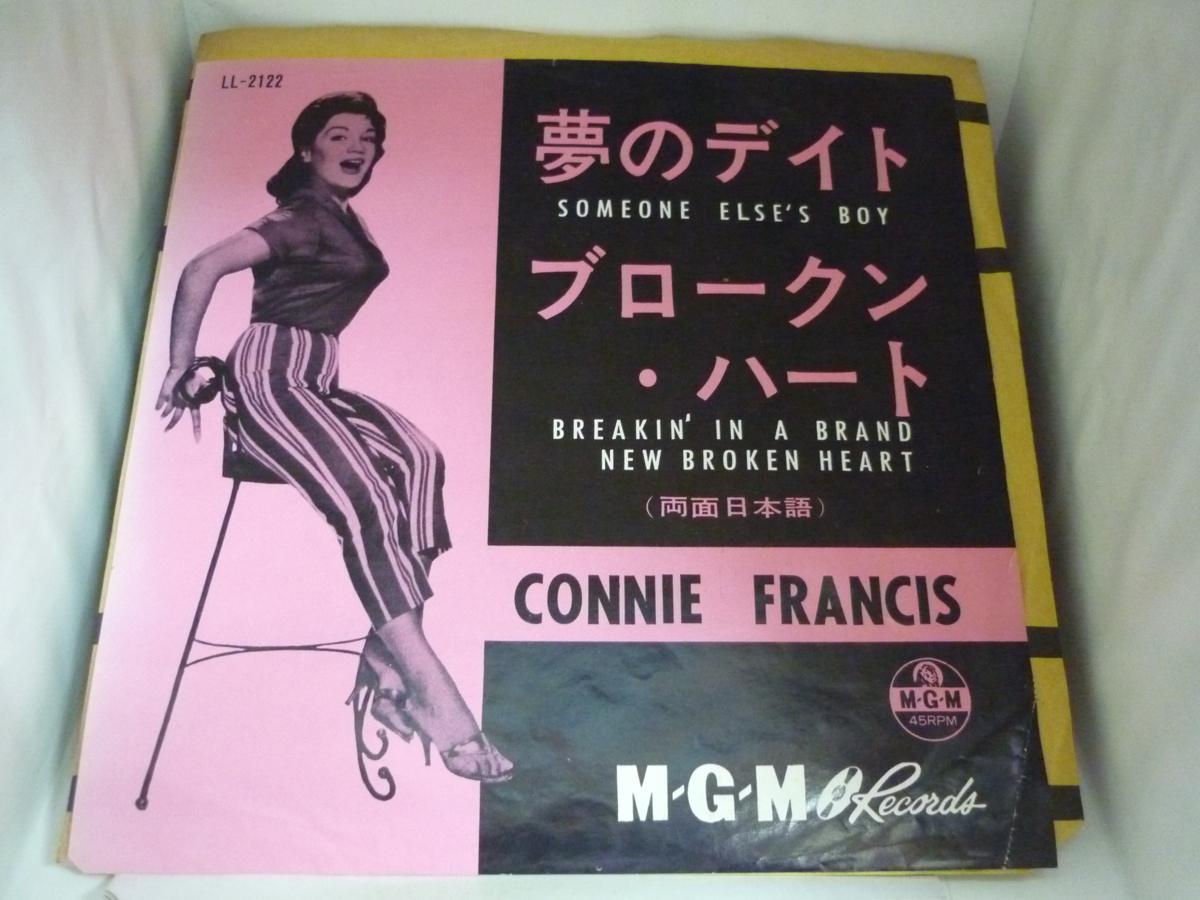 LL-2122
夢のデイト
SOMEONE ELSE'S BOY
ブロークン
・ハート
BREAKIN' IN A BRAND
NEW BROKEN HEART
(両面日本語)
CONNIE FRANCIS
M-G-M
45RPM
M-G-M Records